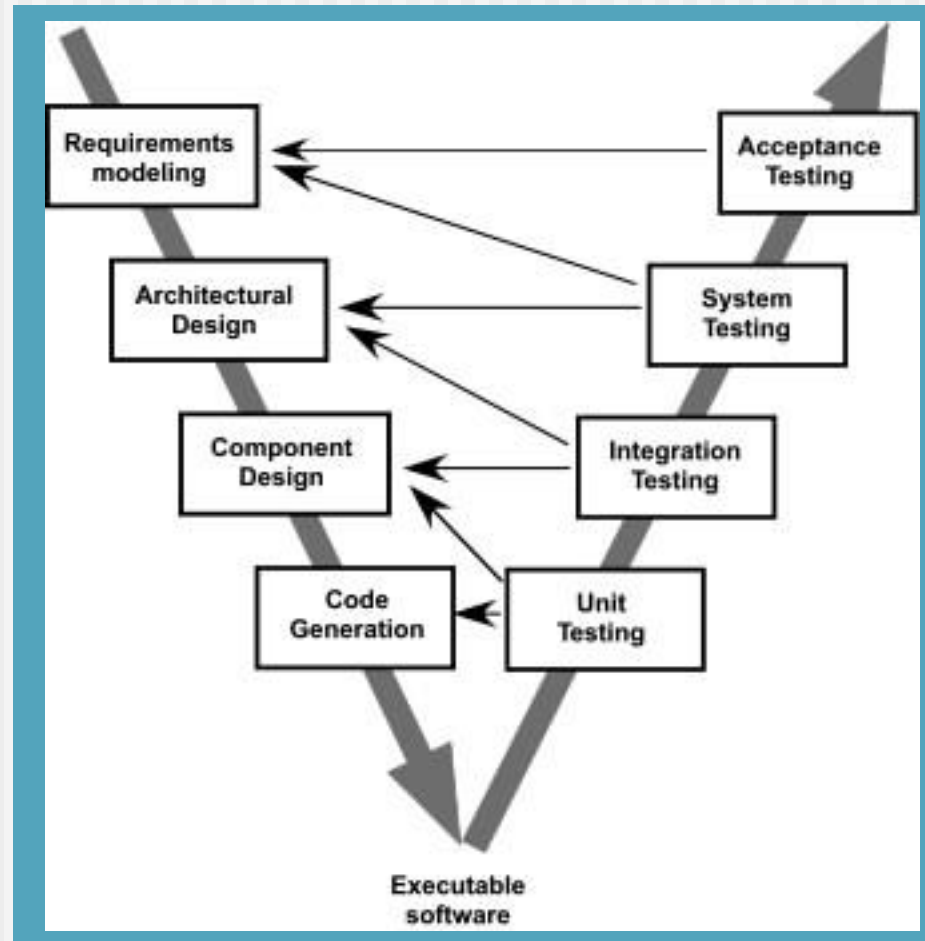 Requirements
modeling
Acceptance
Testing
Architectural
Design
System
Testing
Component
Design
Integration
Testing
Code
Generation
Unit
Testing
Executable
software